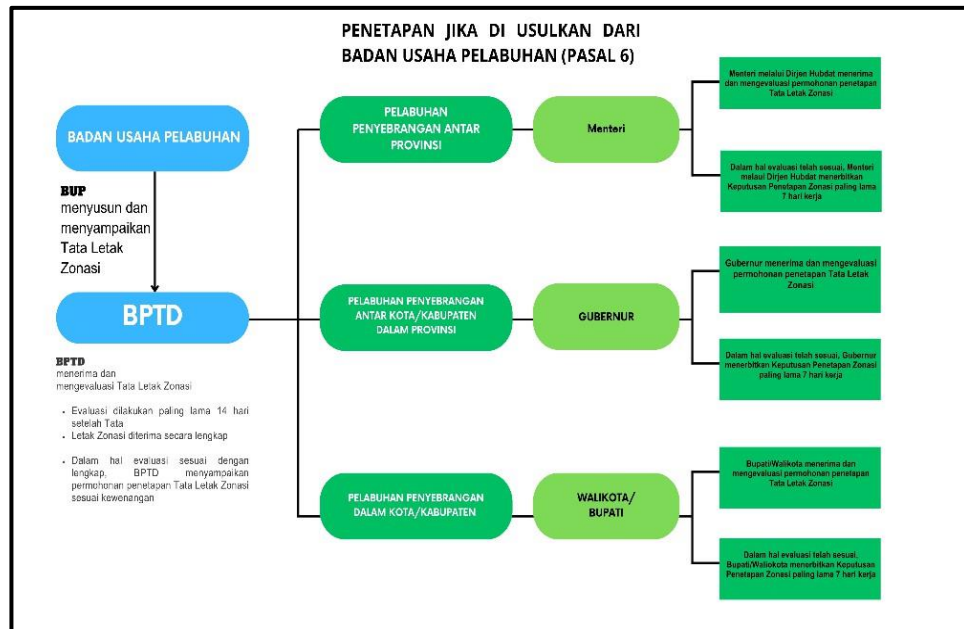 PENETAPAN JIKA DI USULKAN DARI
BADAN USAHA PELABUHAN (PASAL 6)
BADAN USAHA PELABUHAN
BUP
menyusun dan
menyampaikan
Tata Letak
Zonasi
BPTD
BPTD
menerima dan
mengevaluasi Tata Letak Zonasi
• Evaluasi dilakukan paling lama 14 hari
setelah Tata
• Letak Zonasi diterima secara lengkap
• Dalam hal evaluasi sesuai dengan
lengkap, BPTD menyampaikan
permohonan penetapan Tata Letak Zonasi
sesuai kewenangan
PELABUHAN
PENYEBRANGAN ANTAR
PROVINSI
Menteri
Menteri melalui Dirjen Hubdat menerima
dan mengevaluasi permohonan penetapan
Tata Letak Zonasi
Dalam hal evaluasi telah sesuai, Menteri
melaui Dirjen Hubdat menerbitkan
Keputusan Penetapan Zonasi paling lama
7 hari kerja
PELABUHAN PENYEBRANGAN
ANTAR KOTA/KABUPATEN
DALAM PROVINSI
GUBERNUR
Gubernur menerima dan mengevaluasi
permohonan penetapan Tata Letak
Zonasi
Dalam hal evaluasi telah sesuai, Gubernur
menerbitkan Keputusan Penetapan Zonasi
paling lama 7 hari kerja
PELABUHAN PENYEBRANGAN
DALAM KOTA/KABUPATEN
WALIKOTA/
BUPATI
Bupati/Walikota menerima dan
mengevaluasi permohonan penetapan
Tata Letak Zonasi
Dalam hal evaluasi telah sesuai,
Bupati/Waliokota menerbitkan Keputusan
Penetapan Zonasi paling lama 7 hari kerja